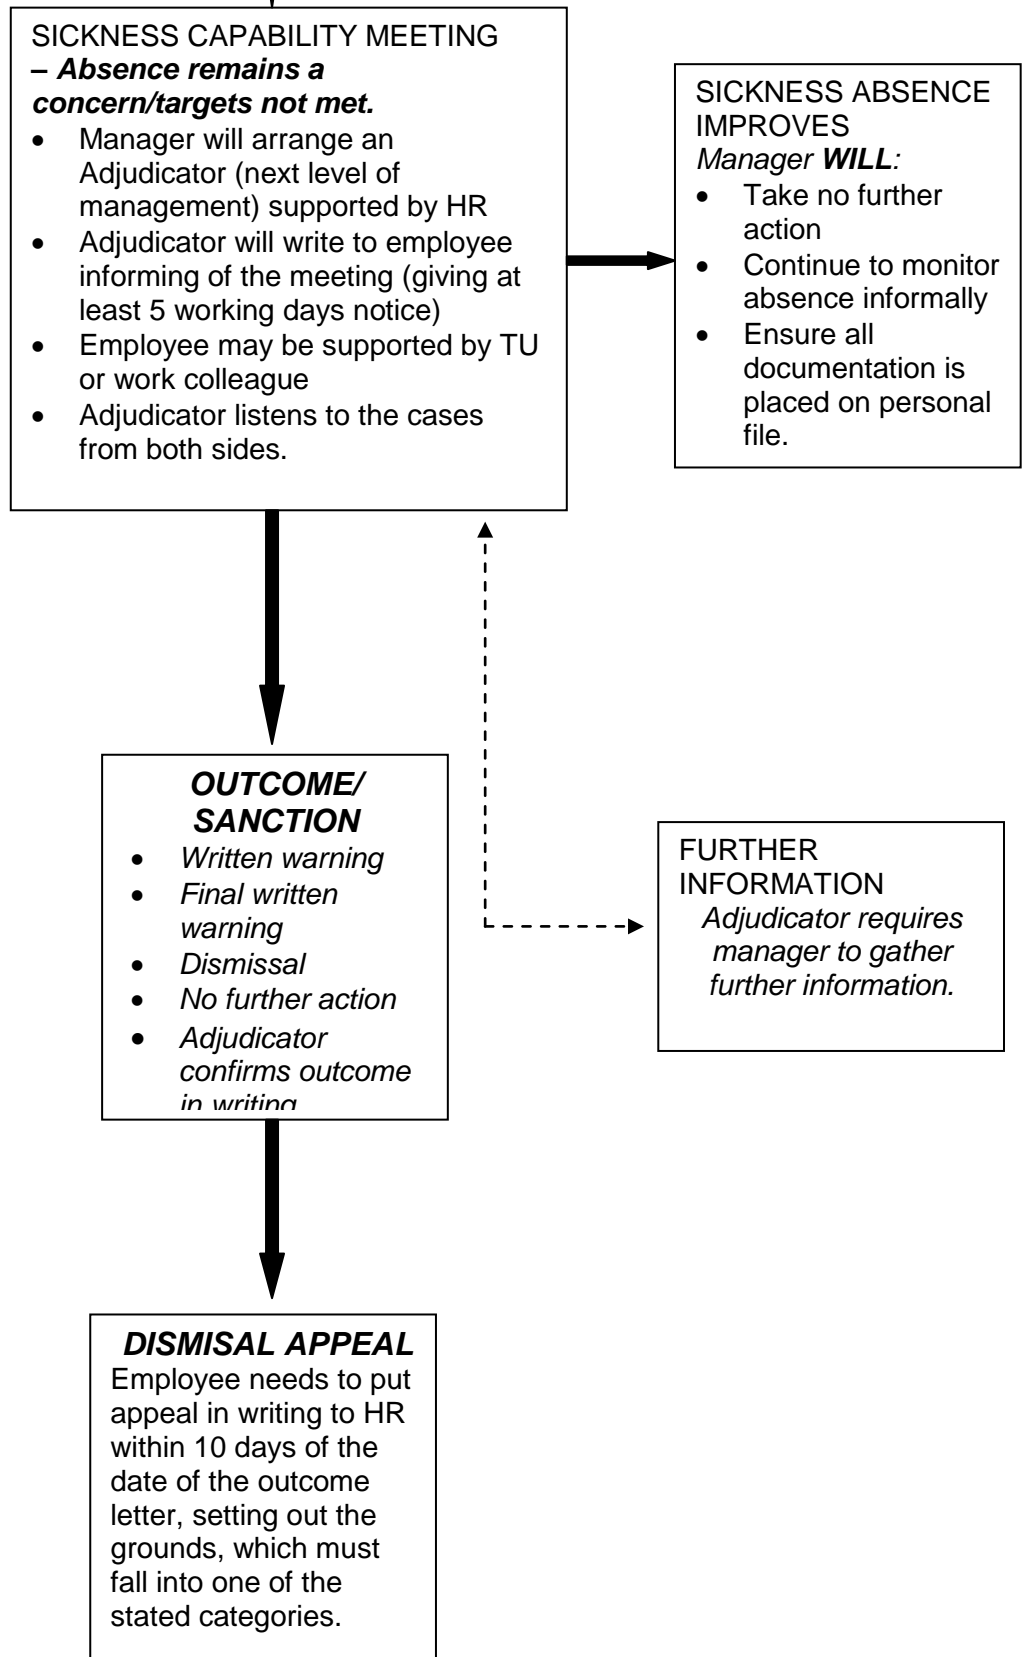 SICKNESS CAPABILITY MEETING
– Absence remains a
concern/targets not met.
• Manager will arrange an
Adjudicator (next level of
management) supported by HR
• Adjudicator will write to employee
informing of the meeting (giving at
least 5 working days notice)
• Employee may be supported by TU
or work colleague
• Adjudicator listens to the cases
from both sides.
SICKNESS ABSENCE
IMPROVES
Manager WILL:
• Take no further
action
• Continue to monitor
absence informally
• Ensure all
documentation is
placed on personal
file.
OUTCOME/
SANCTION
• Written warning
• Final written
warning
• Dismissal
• No further action
• Adjudicator
confirms outcome
in writing
FURTHER
INFORMATION
Adjudicator requires
manager to gather
further information.
DISMISAL APPEAL
Employee needs to put
appeal in writing to HR
within 10 days of the
date of the outcome
letter, setting out the
grounds, which must
fall into one of the
stated categories.